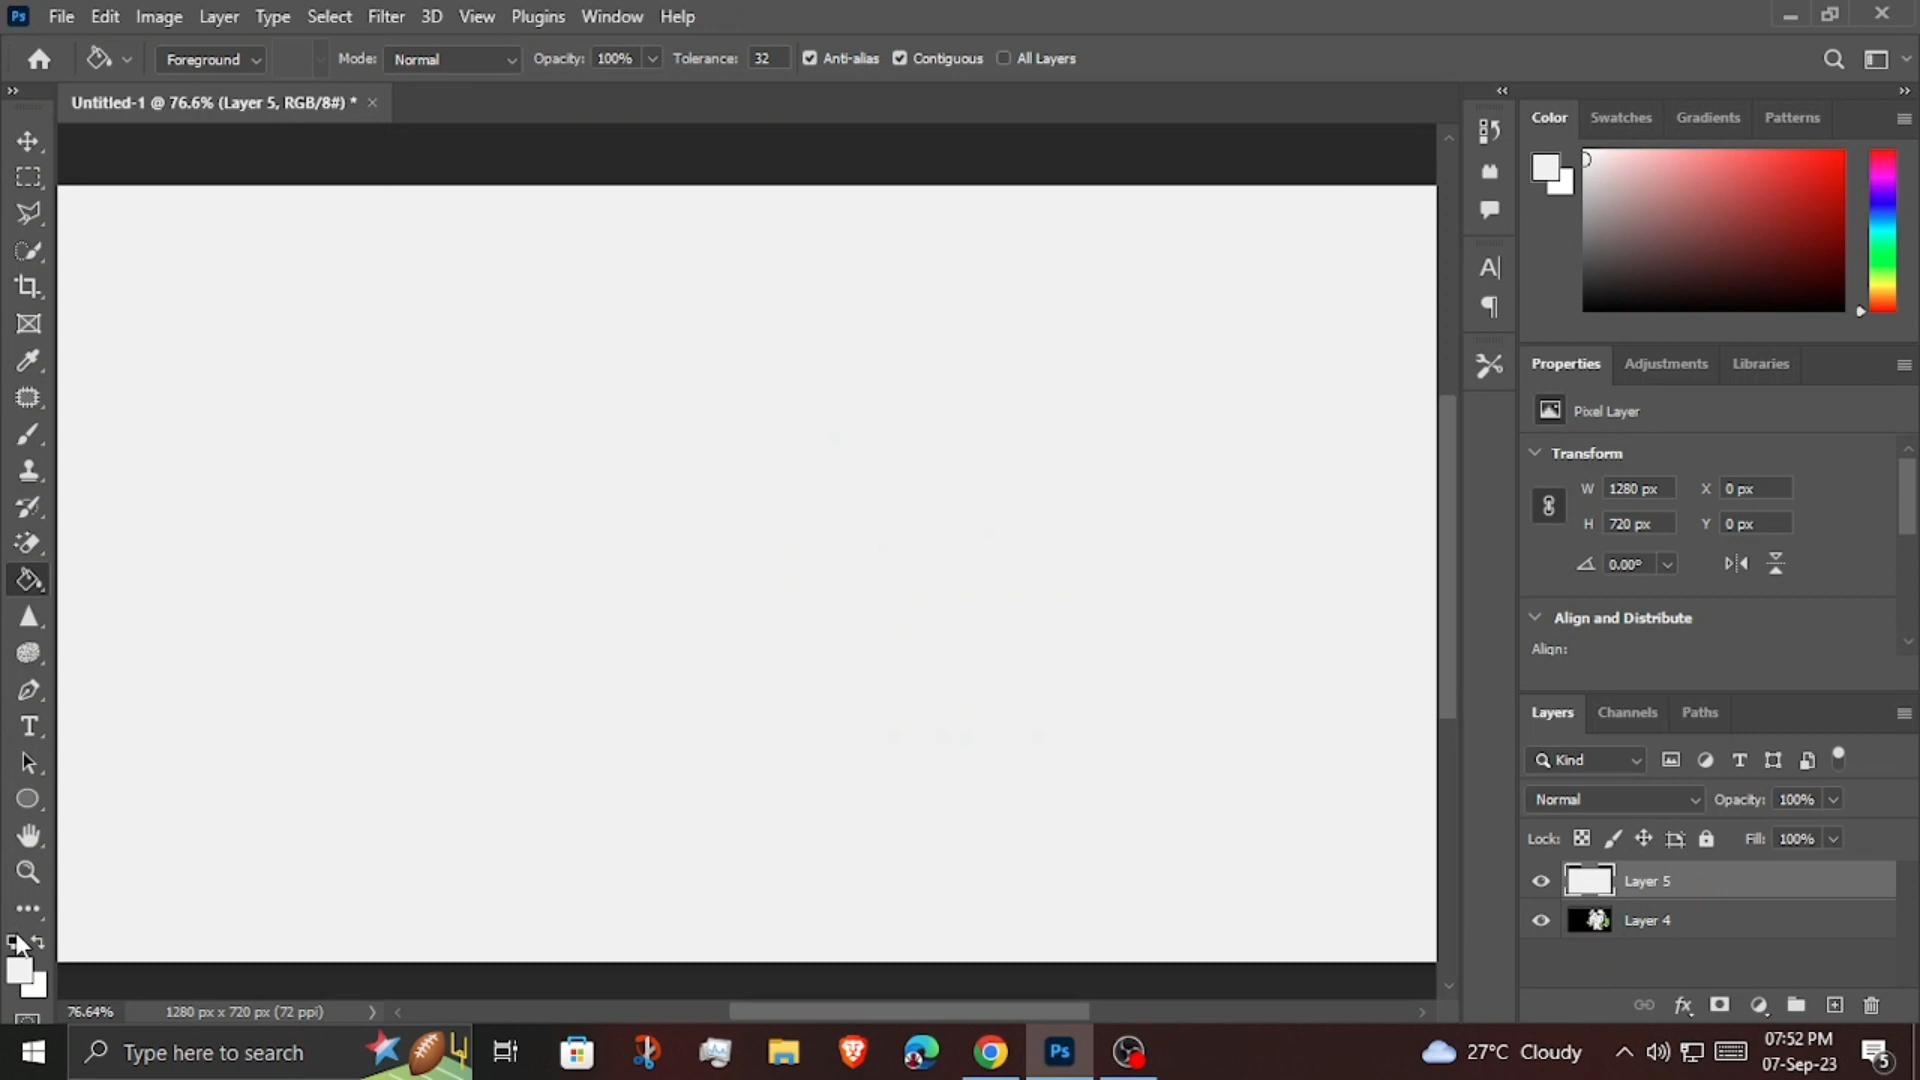 Ps File Edit Image Layer Type Select Filter 3D View Plugins Window Help
Foreground Mode: Normal Opacity: 100% Tolerance: 32 Anti-alias Contiguous All Layers
Untitled-1 @ 76.6% (Layer 5, RGB/8#) *
Color Swatches Gradients Patterns
Properties Adjustments Libraries
Pixel Layer
Transform
W 1280 px X 0 px
H 720 px Y 0 px
0.00°
Align and Distribute
Align:
Layers Channels Paths
Kind
Normal Opacity: 100%
Lock: Fill: 100%
Layer 5
Layer 4
76.64% 1280 px x 720 px (72 ppi)
Type here to search
Ps
27°C Cloudy
07:52 PM
07-Sep-23
5